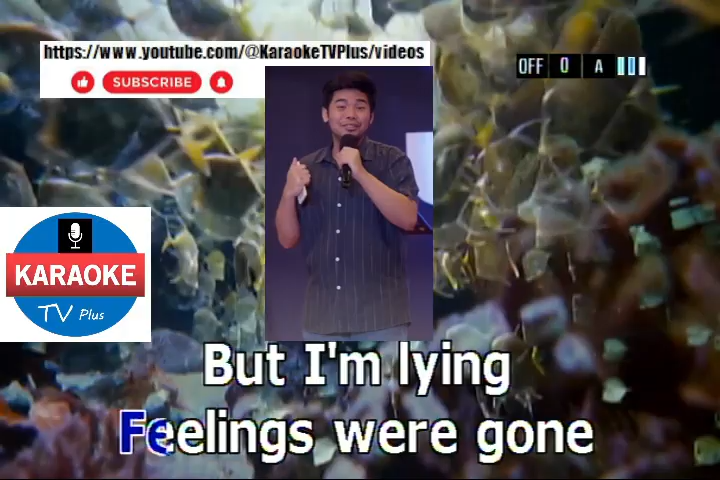 https://www.youtube.com/@KaraokeTVPlus/videos
SUBSCRIBE
OFF 0 A
KARAOKE
TV Plus
But I'm lying
Feelings were gone